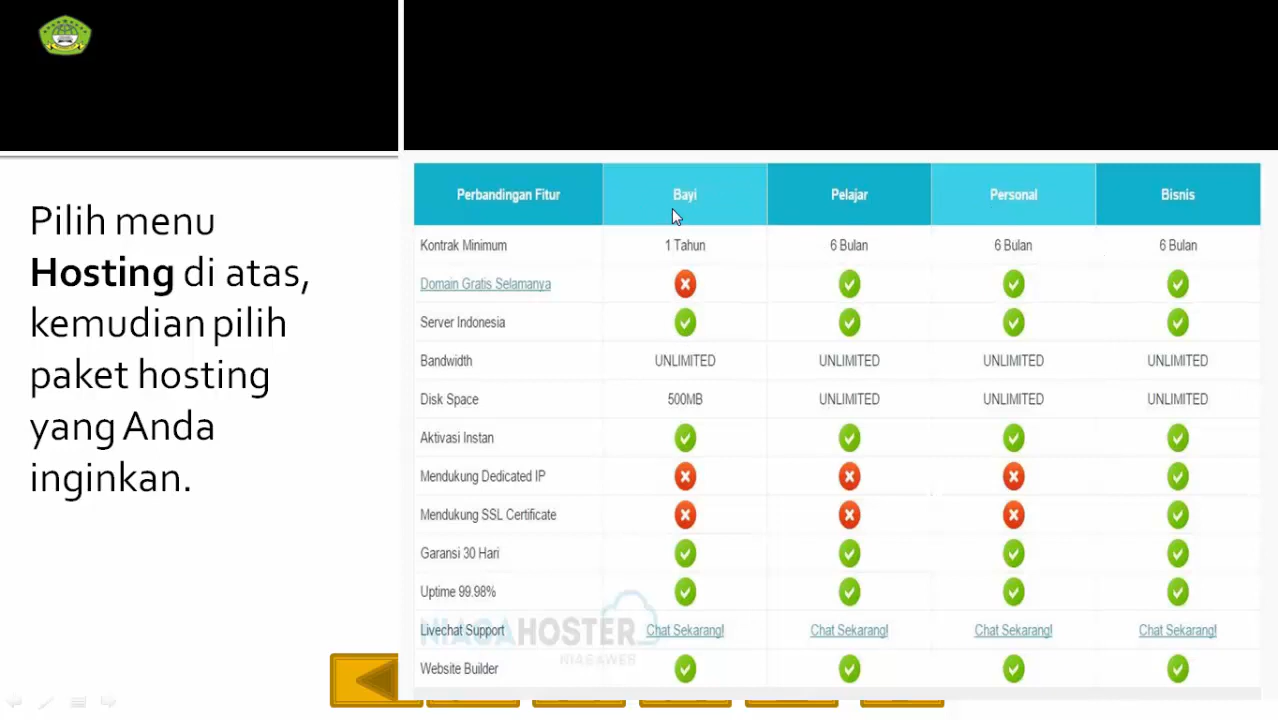 Pilih menu
Hosting di atas,
kemudian pilih
paket hosting
yang Anda
inginkan.
Perbandingan Fitur Bayi Pelajar Personal Bisnis
Kontrak Minimum 1 Tahun 6 Bulan 6 Bulan 6 Bulan
Domain Gratis Selamanya
Server Indonesia
Bandwidth UNLIMITED UNLIMITED UNLIMITED UNLIMITED
Disk Space 500MB UNLIMITED UNLIMITED UNLIMITED
Aktivasi Instan
Mendukung Dedicated IP
Mendukung SSL Certificate
Garansi 30 Hari
Uptime 99.98%
Livechat Support Chat Sekarang! Chat Sekarang! Chat Sekarang! Chat Sekarang!
NIAGAHOSTER
NIAGAWEB
Website Builder